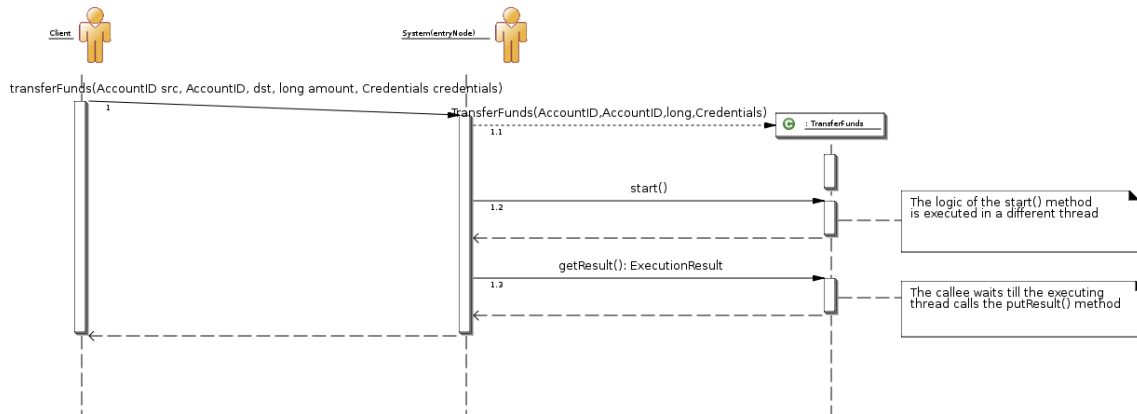 Client
System(entryNode)
transferFunds(AccountID src, AccountID, dst, long amount, Credentials credentials)
1
TransferFunds(AccountID,AccountID,long,Credentials)
1.1
C
: TransferFunds
start()
1.2
The logic of the start() method
is executed in a different thread
getResult(): ExecutionResult
1.3
The callee waits till the executing
thread calls the putResult() method